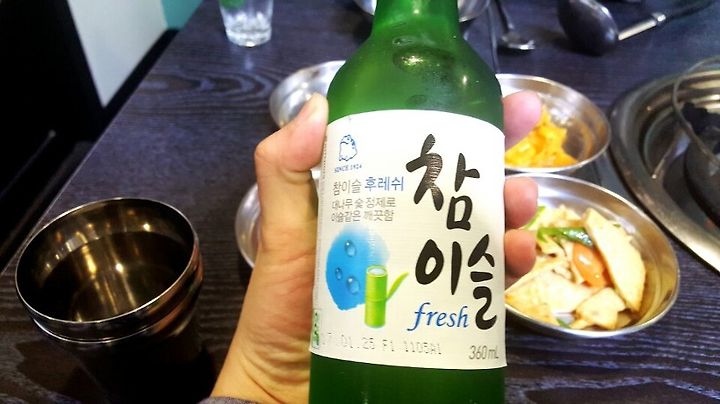 SINCE 1924
참이슬 후레쉬
대나무 숯 정제로
이슬같은 깨끗함
참
이슬
fresh
360mL
17.01.25 F1 1105A1